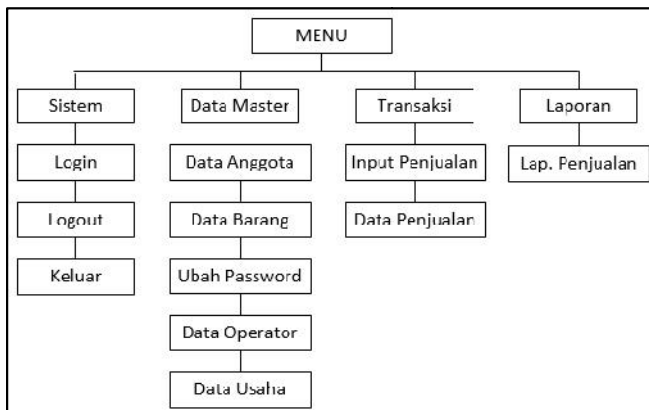 MENU
Sistem
Data Master
Transaksi
Laporan
Login
Data Anggota
Input Penjualan
Lap. Penjualan
Logout
Data Barang
Data Penjualan
Keluar
Ubah Password
Data Operator
Data Usaha